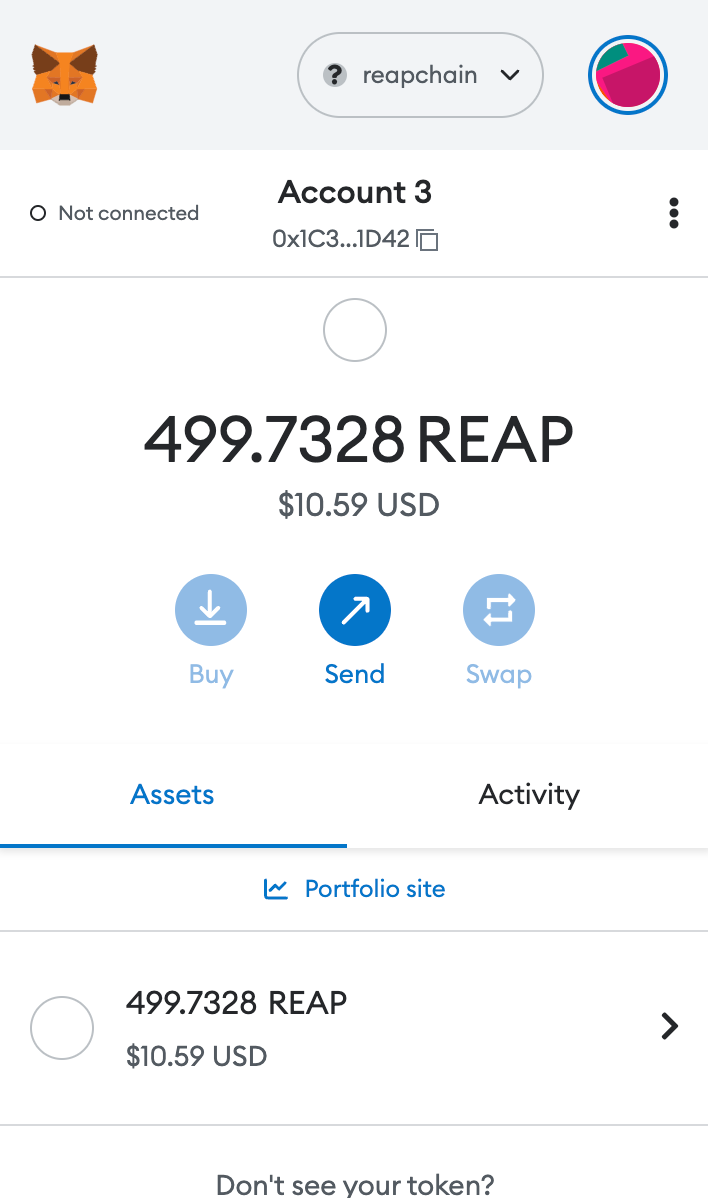 ? reapchain
Not connected
Account 3
0x1C3...1D42
499.7328 REAP
$10.59 USD
Buy
Send
Swap
Assets
Activity
Portfolio site
499.7328 REAP
$10.59 USD
Don't see your token?